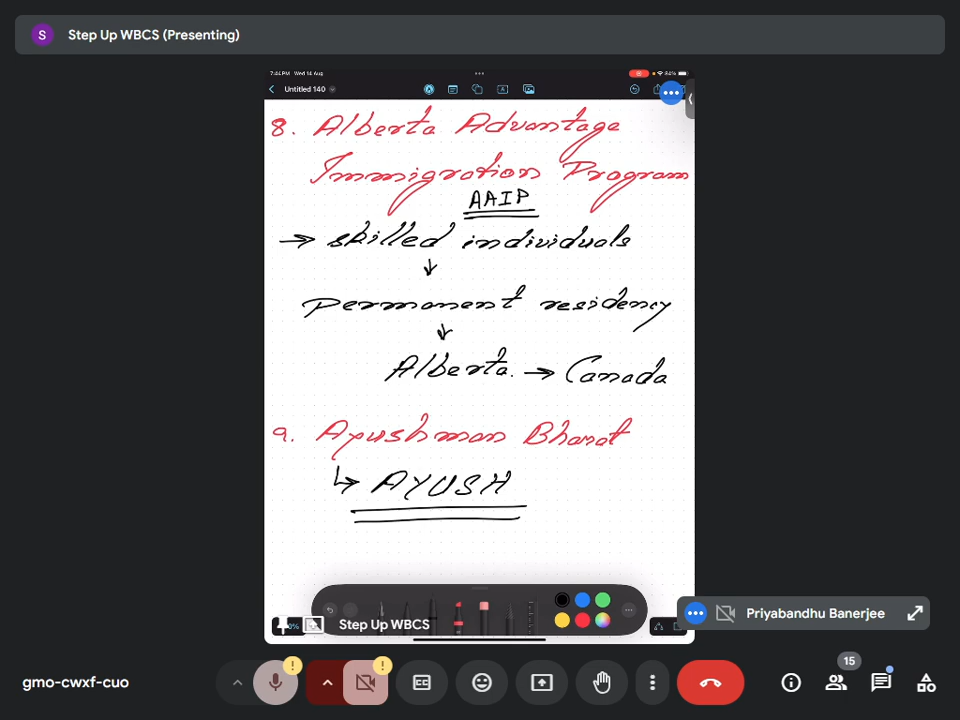 S Step Up WBCS (Presenting)
7:44 PM Wed 14 Aug
84%
Untitled 140
8. Alberta Advantage
Immigration Program
AAIP
→ skilled individuals
↓
permanent residency
↓
Alberta. → Canada
9. Ayushman Bharat
↳ AYUSH
Step Up WBCS
Priyabandhu Banerjee
gmo-cwxf-cuo
15